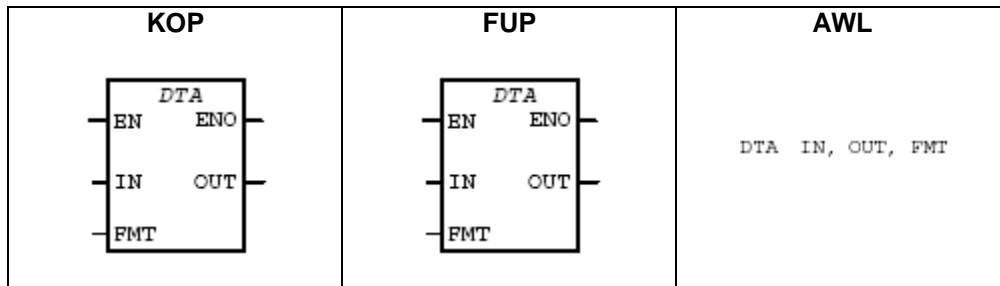 KOP FUP AWL
DTA
EN ENO
IN OUT
FMT
DTA
EN ENO
IN OUT
FMT
DTA IN, OUT, FMT